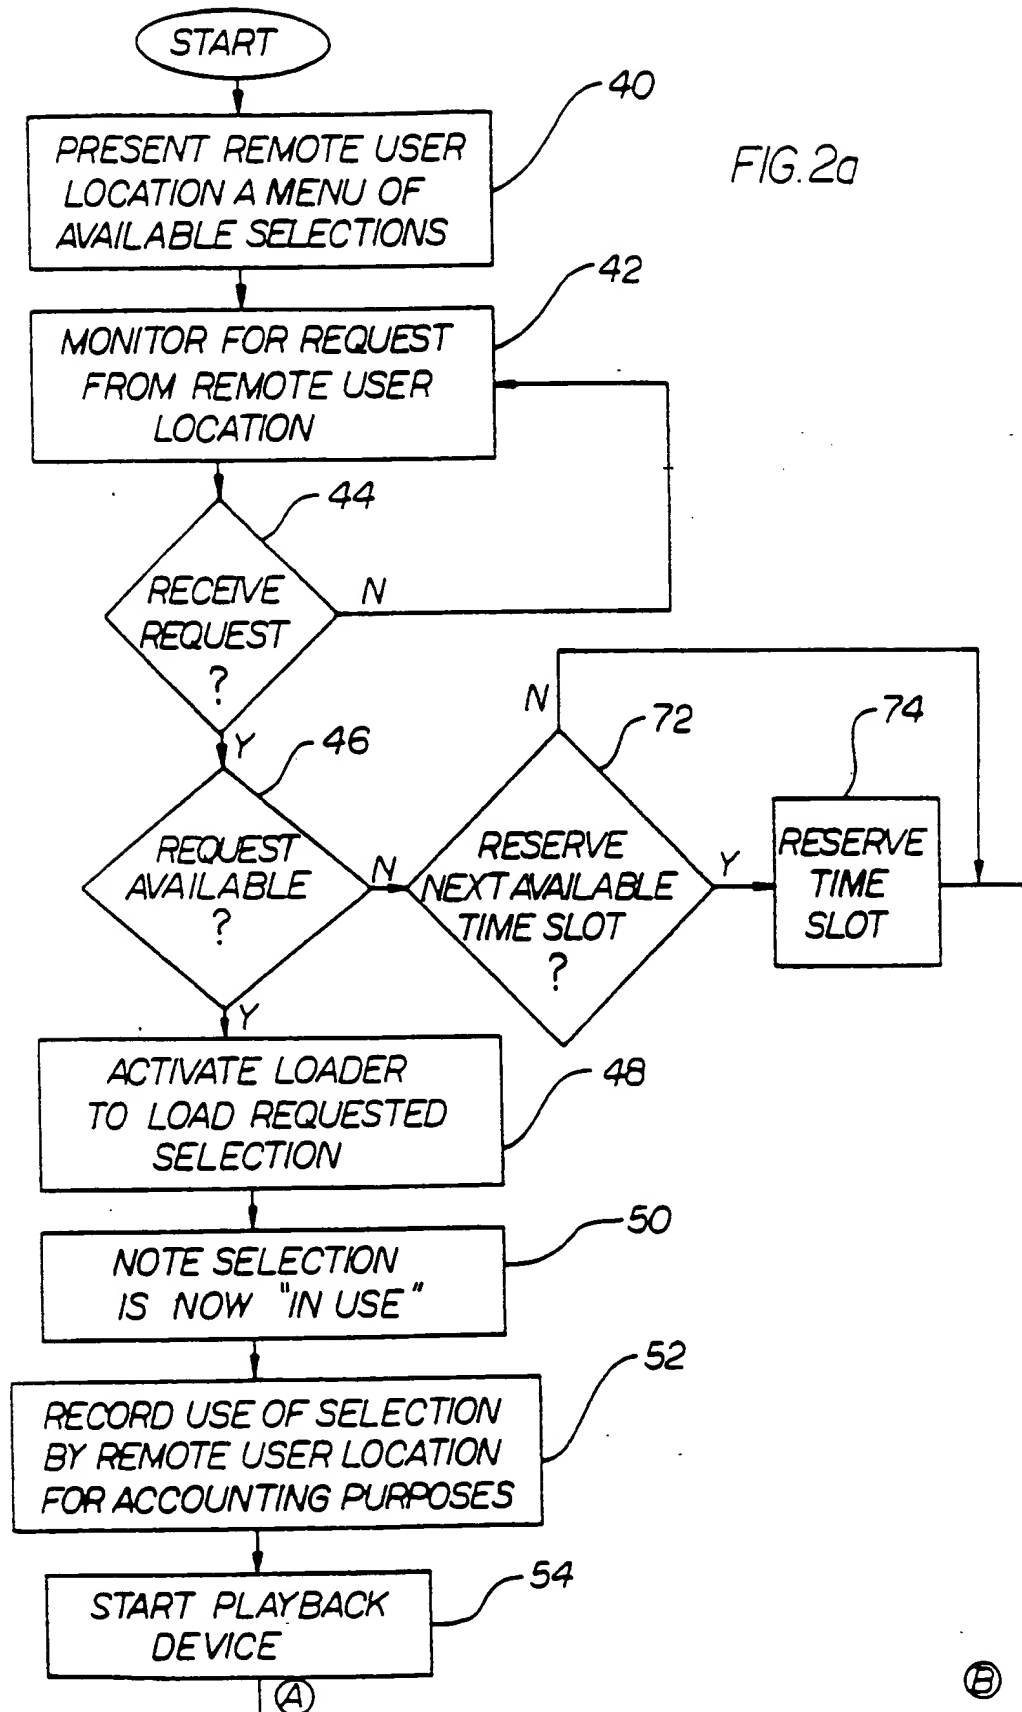 START
40
PRESENT REMOTE USER
LOCATION A MENU OF
AVAILABLE SELECTIONS
FIG. 2a
42
MONITOR FOR REQUEST
FROM REMOTE USER
LOCATION
44
RECEIVE
REQUEST
?
N
Y
46
REQUEST
AVAILABLE
?
N
72
N
RESERVE
NEXT AVAILABLE
TIME SLOT
?
Y
74
RESERVE
TIME
SLOT
Y
48
ACTIVATE LOADER
TO LOAD REQUESTED
SELECTION
50
NOTE SELECTION
IS NOW "IN USE"
52
RECORD USE OF SELECTION
BY REMOTE USER LOCATION
FOR ACCOUNTING PURPOSES
54
START PLAYBACK
DEVICE
A
B